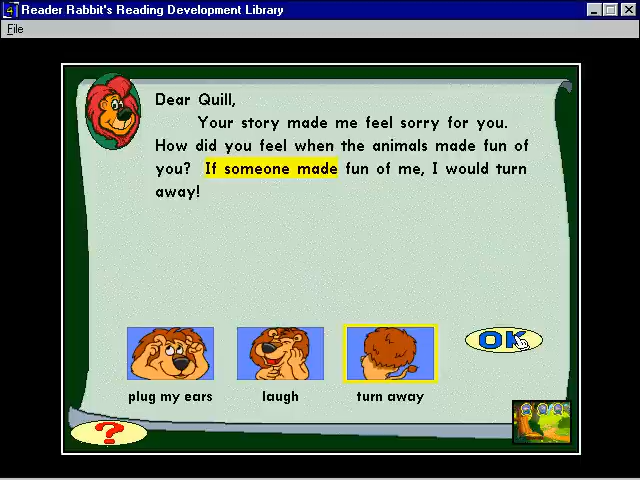 Reader Rabbit's Reading Development Library
File
Dear Quill,
Your story made me feel sorry for you.
How did you feel when the animals made fun of
you? If someone made fun of me, I would turn
away!
OK
plug my ears laugh turn away
?